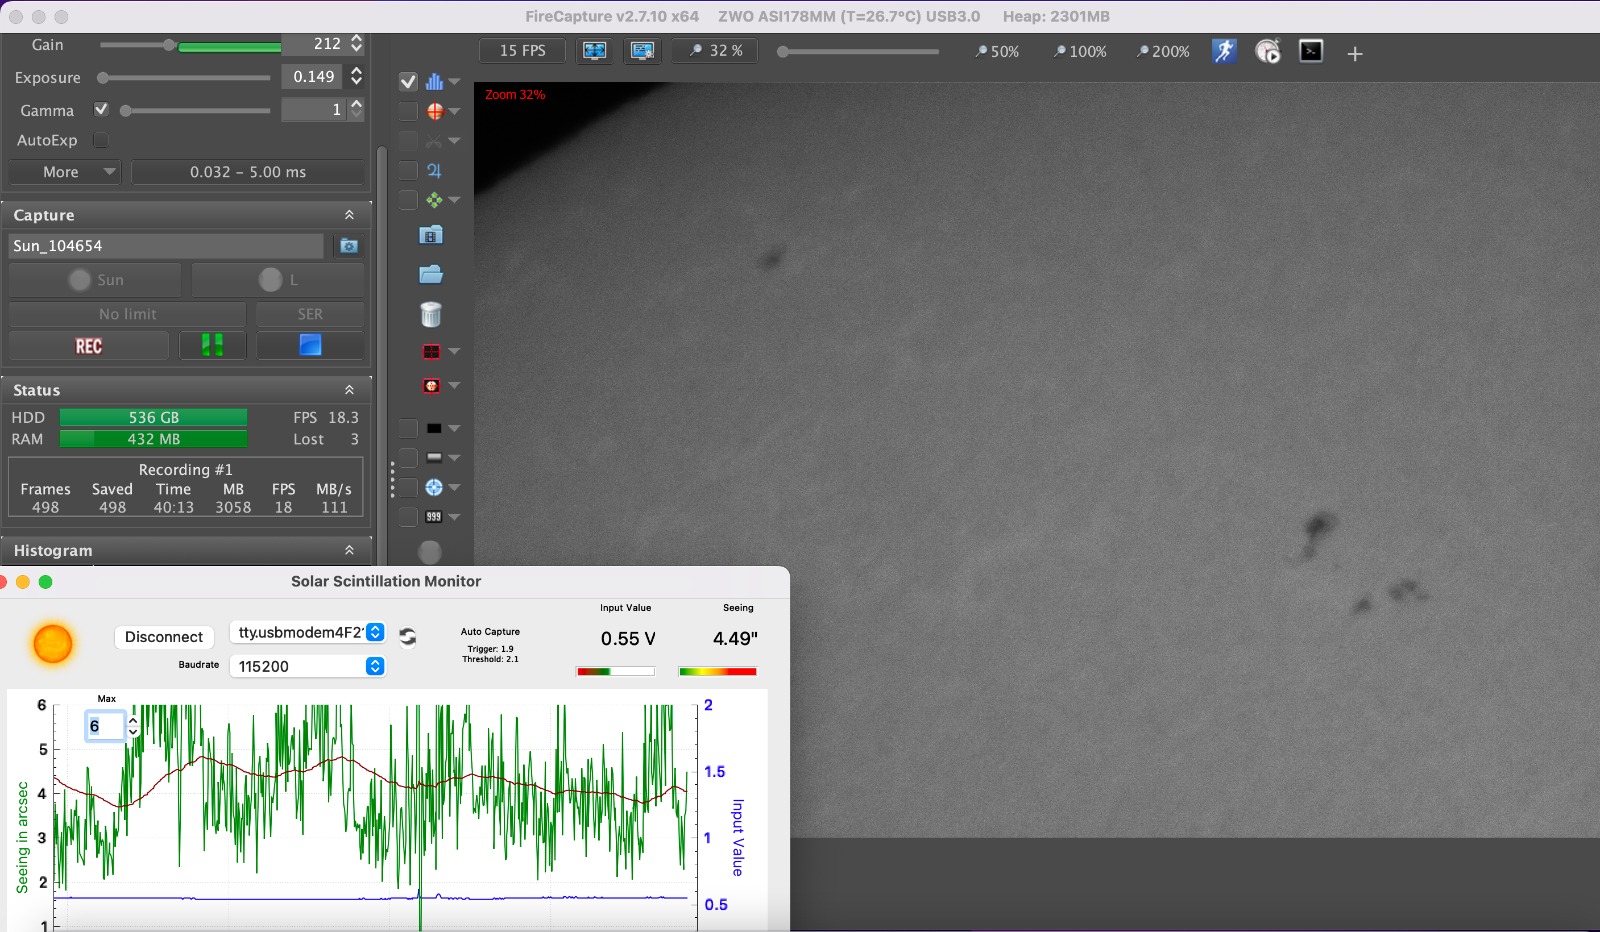 FireCapture v2.7.10 x64 ZWO ASI178MM (T=26.7°C) USB3.0 Heap: 2301MB
Gain 212
Exposure 0.149
Gamma 1
AutoExp
More 0.032 - 5.00 ms
Capture
Sun_104654
Sun L
No limit SER
REC
Status
HDD 536 GB FPS 18.3
RAM 432 MB Lost 3
Recording #1
Frames Saved Time MB FPS MB/s
498 498 40:13 3058 18 111
Histogram
15 FPS 32 % 50% 100% 200%
Zoom 32%
999
Solar Scintillation Monitor
Disconnect
Baudrate 115200
Auto Capture
Trigger: 1.9
Threshold: 2.1
Input Value
0.55 V
Seeing
4.49"
Max
6
6
5
4
3
2
1
Seeing in arcsec
2
1.5
1
0.5
Input Value